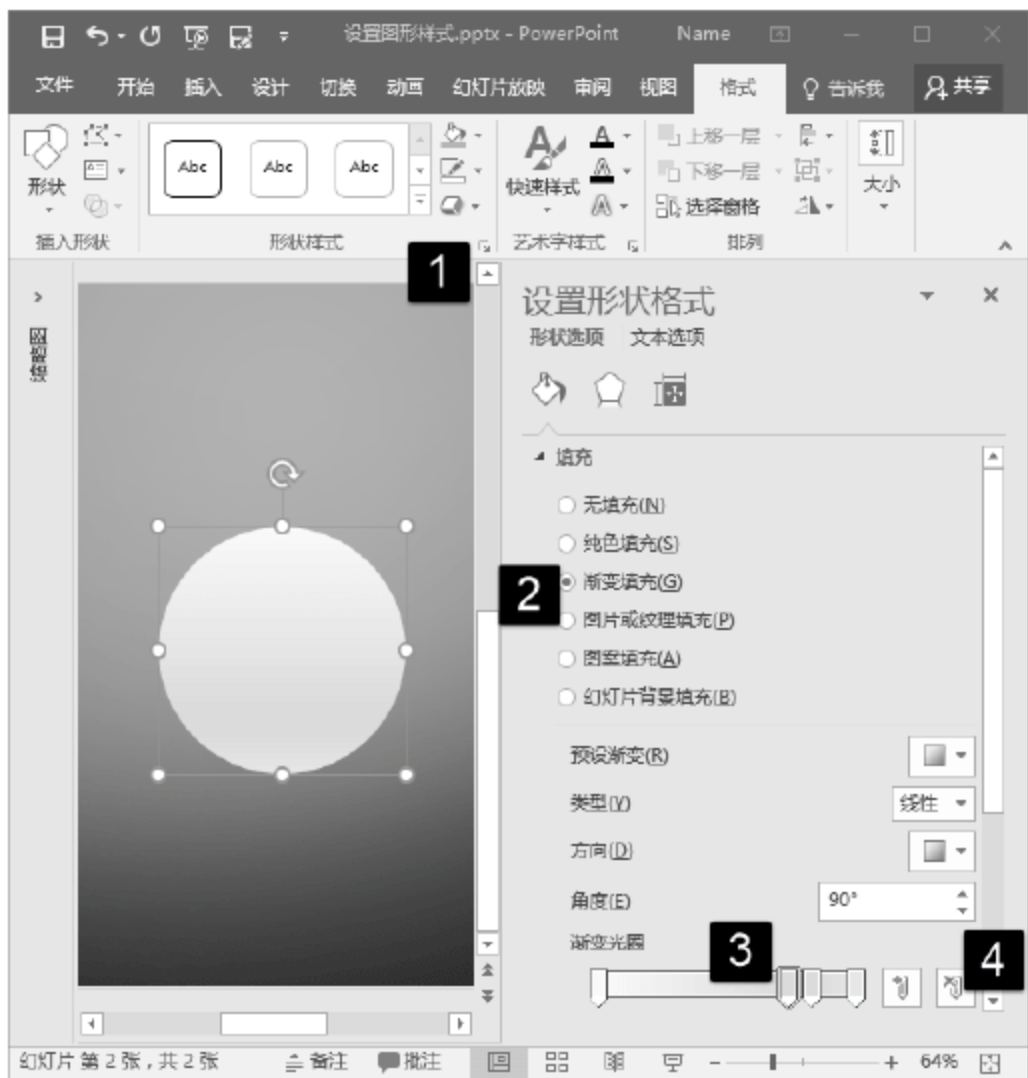 设置图形样式.pptx - PowerPoint Name
文件 开始 插入 设计 切换 动画 幻灯片放映 审阅 视图 格式 告诉我 共享
形状
Abc Abc Abc
快速样式
上移一层
下移一层
选择窗格
大小
插入形状 形状样式 艺术字样式 排列
1
缩略图
设置形状格式
形状选项 文本选项
填充
无填充(N)
纯色填充(S)
2
渐变填充(G)
图片或纹理填充(P)
图案填充(A)
幻灯片背景填充(B)
预设渐变(R)
类型(Y) 线性
方向(D)
角度(E) 90°
渐变光圈
3
4
幻灯片 第 2 张，共 2 张 备注 批注 64%